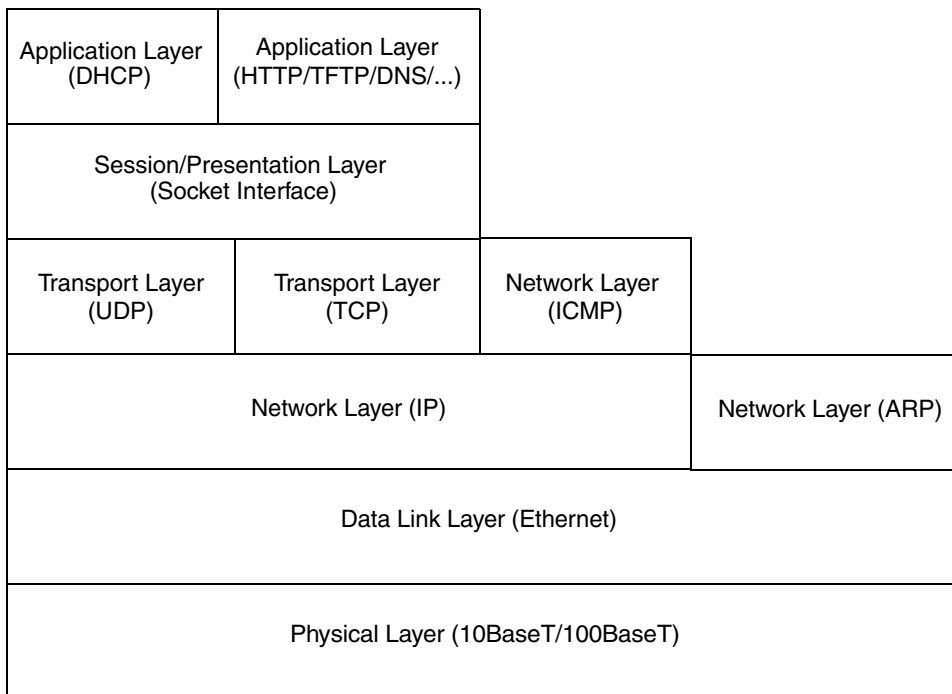 Application Layer
(DHCP)
Application Layer
(HTTP/TFTP/DNS/...)
Session/Presentation Layer
(Socket Interface)
Transport Layer
(UDP)
Transport Layer
(TCP)
Network Layer
(ICMP)
Network Layer (IP)
Network Layer (ARP)
Data Link Layer (Ethernet)
Physical Layer (10BaseT/100BaseT)